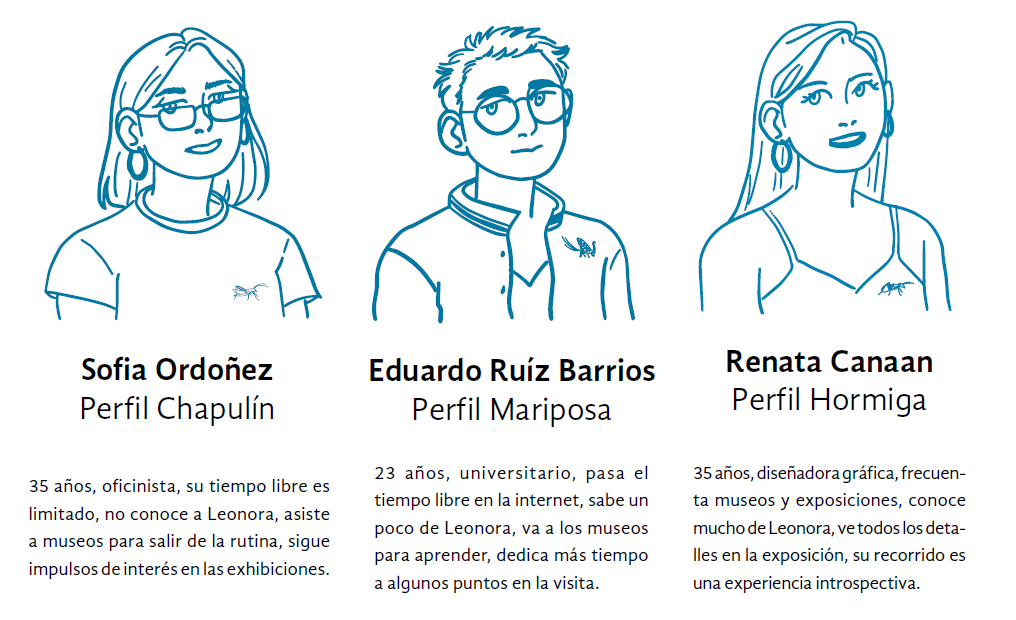 Sofia Ordoñez
Perfil Chapulín
35 años, oficinista, su tiempo libre es
limitado, no conoce a Leonora, asiste
a museos para salir de la rutina, sigue
impulsos de interés en las exhibiciones.
Eduardo Ruíz Barrios
Perfil Mariposa
23 años, universitario, pasa el
tiempo libre en la internet, sabe un
poco de Leonora, va a los museos
para aprender, dedica más tiempo
a algunos puntos en la visita.
Renata Canaan
Perfil Hormiga
35 años, diseñadora gráfica, frecuen-
ta museos y exposiciones, conoce
mucho de Leonora, ve todos los deta-
lles en la exposición, su recorrido es
una experiencia introspectiva.